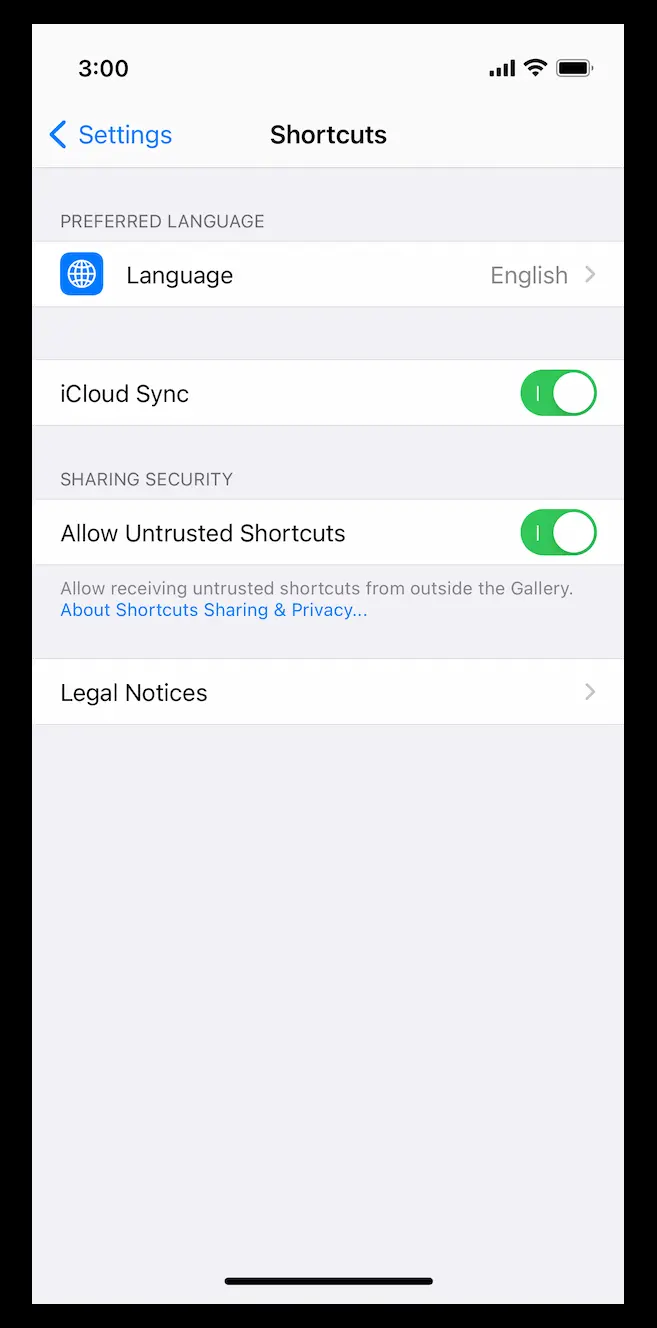 3:00
Settings
Shortcuts
PREFERRED LANGUAGE
Language
English
iCloud Sync
SHARING SECURITY
Allow Untrusted Shortcuts
Allow receiving untrusted shortcuts from outside the Gallery.
About Shortcuts Sharing & Privacy...
Legal Notices